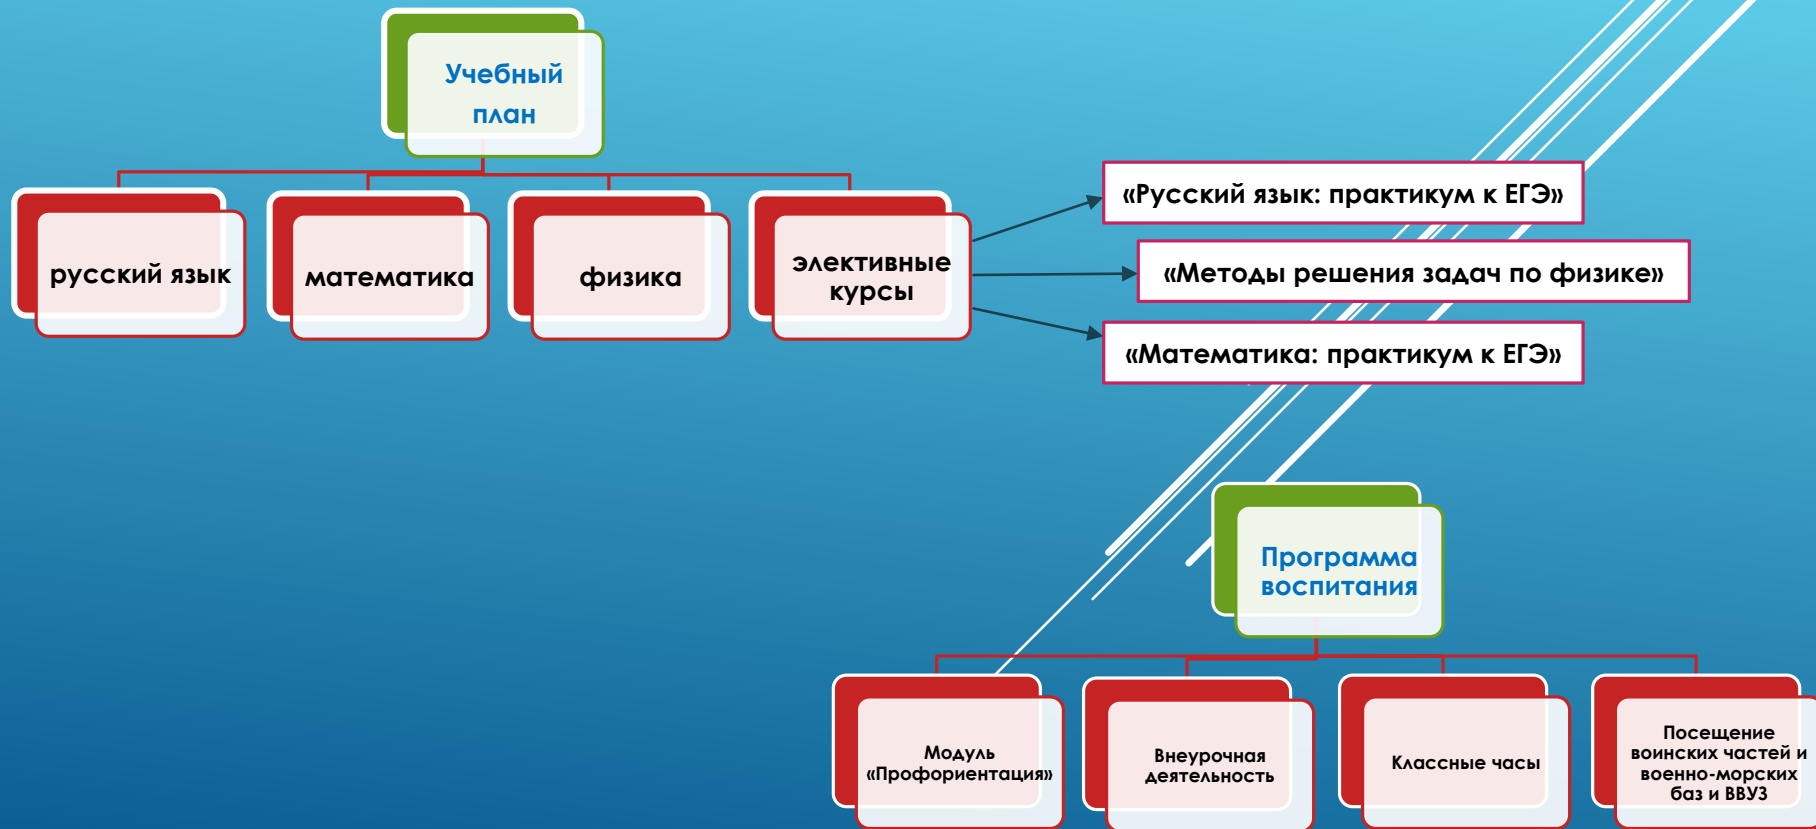 Учебный
план
русский язык
математика
физика
элективные
курсы
«Русский язык: практикум к ЕГЭ»
«Методы решения задач по физике»
«Математика: практикум к ЕГЭ»
Программа
воспитания
Модуль
«Профориентация»
Внеурочная
деятельность
Классные часы
Посещение
воинских частей и
военно-морских
баз и ВВУЗ